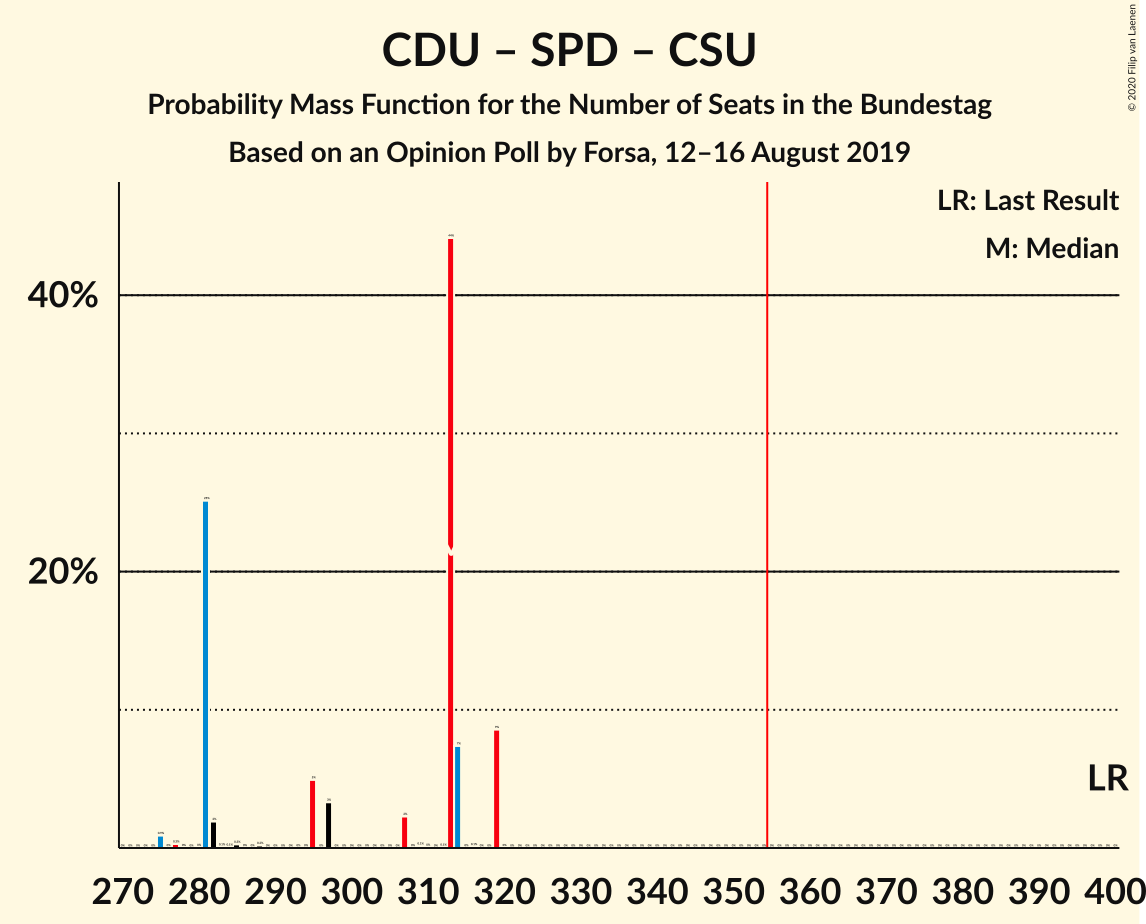 CDU – SPD – CSU
Probability Mass Function for the Number of Seats in the Bundestag
Based on an Opinion Poll by Forsa, 12–16 August 2019
© 2020 Filip van Laenen
LR: Last Result
M: Median
40%
20%
LR
270 280 290 300 310 320 330 340 350 360 370 380 390 400